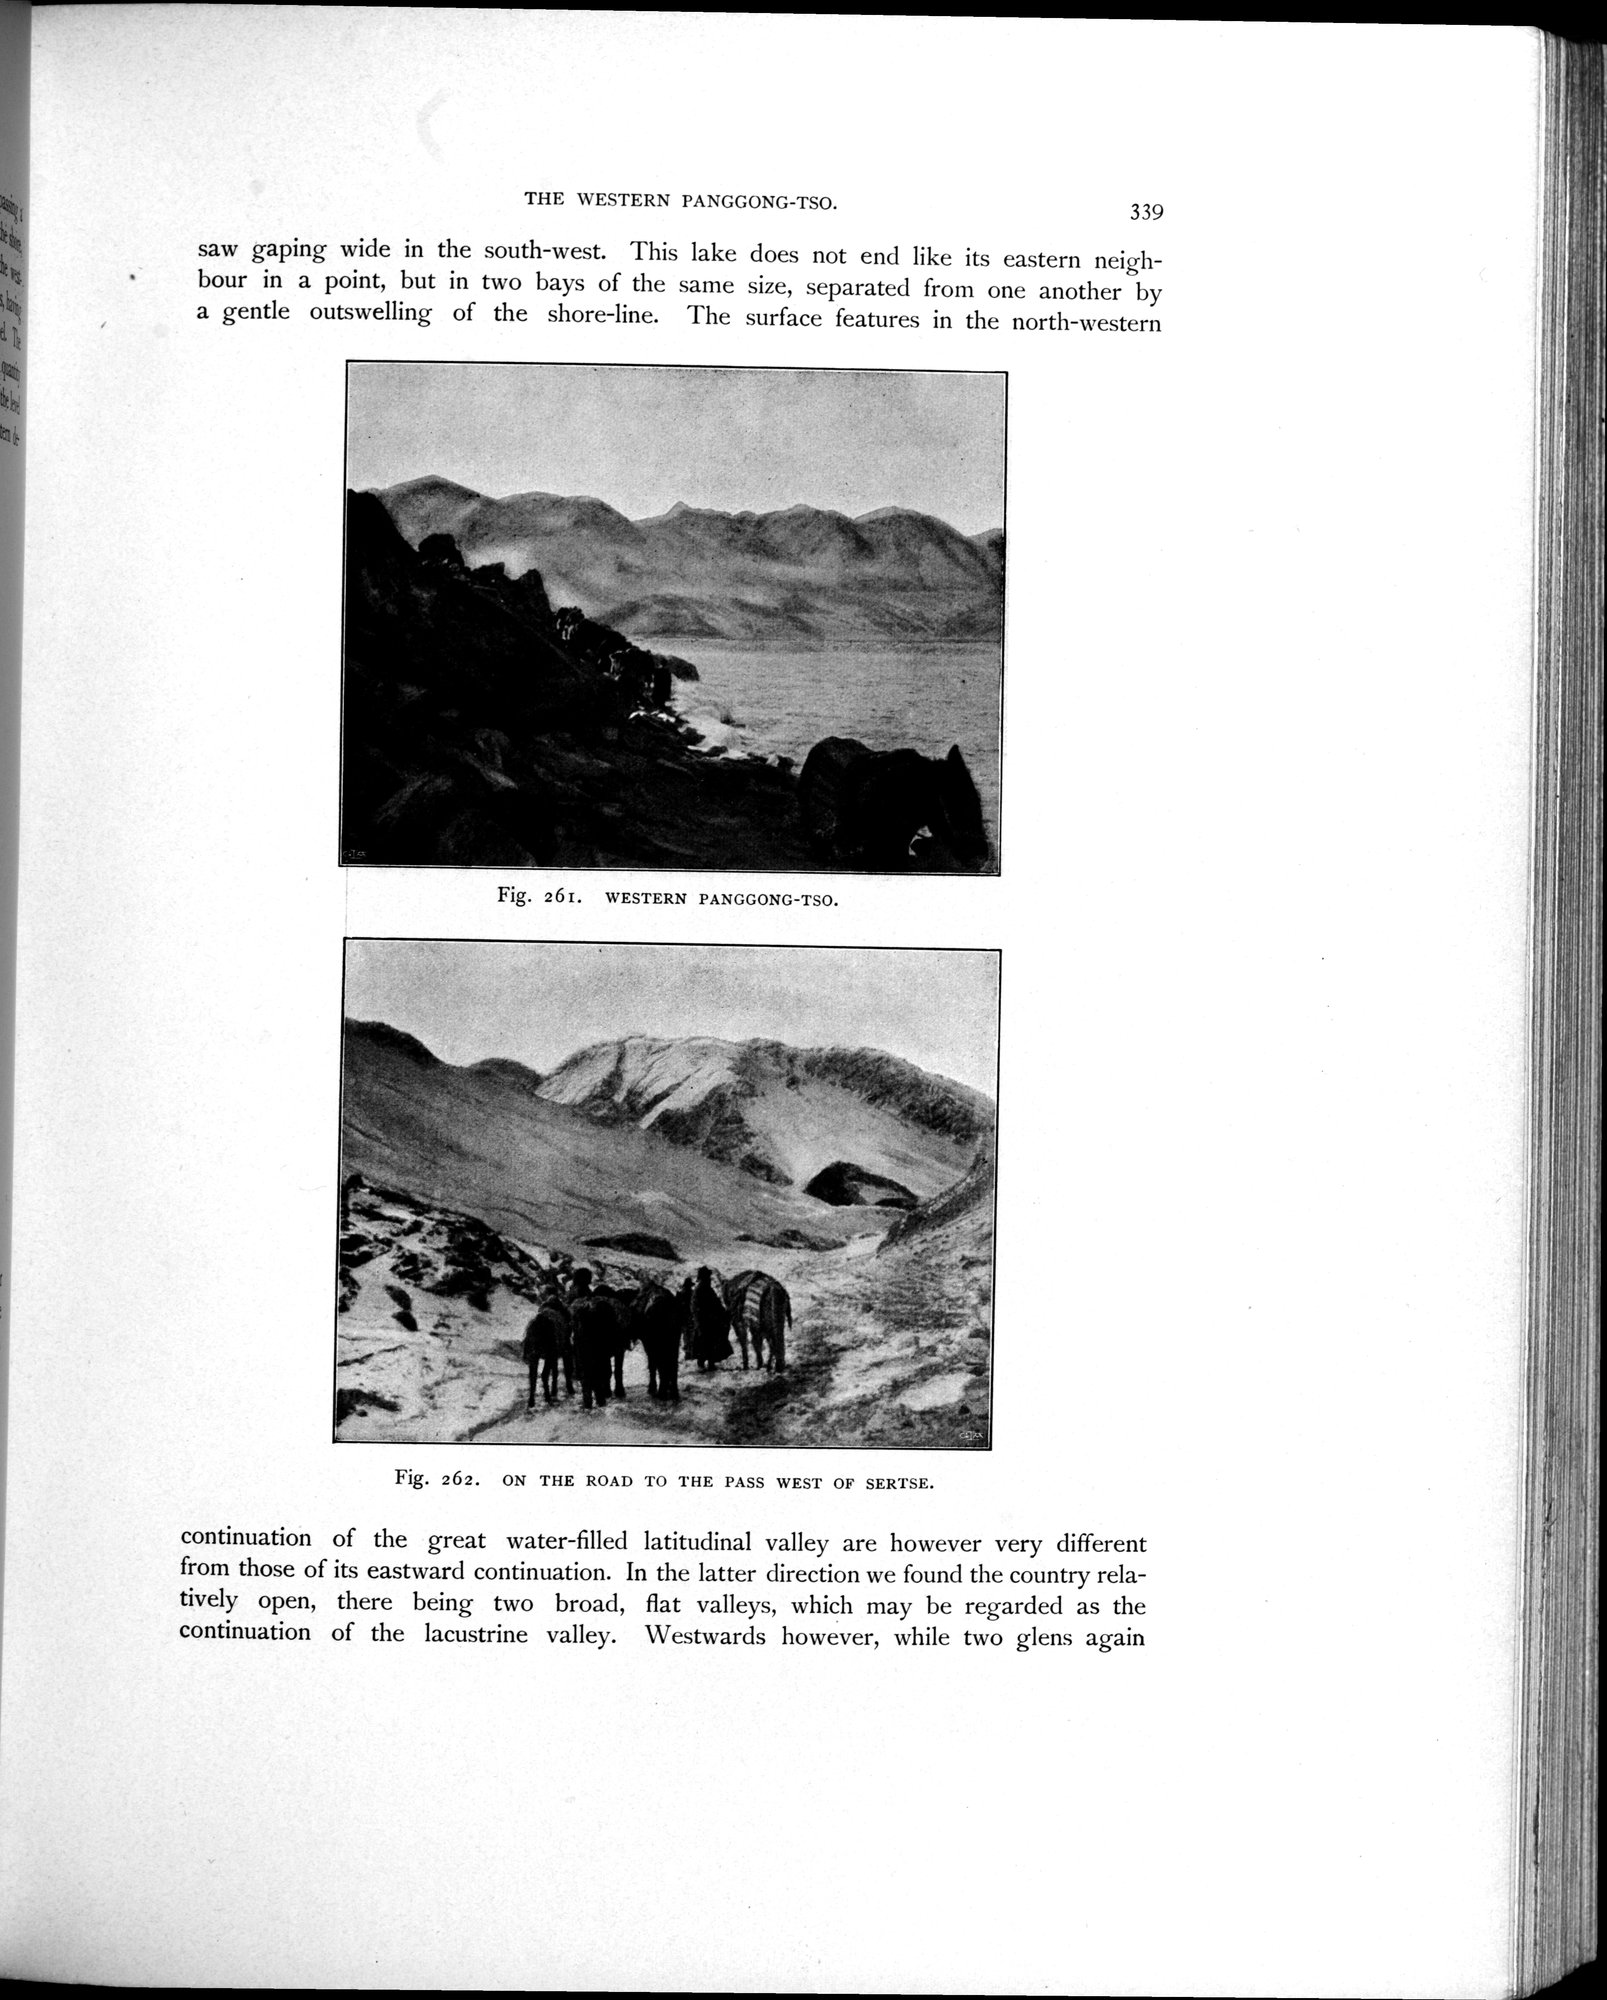 THE WESTERN PANGGONG-TSO.
339
saw gaping wide in the south-west. This lake does not end like its eastern neigh-
bour in a point, but in two bays of the same size, separated from one another by
a gentle outswelling of the shore-line. The surface features in the north-western
Fig. 261. WESTERN PANGGONG-TSO.
Fig. 262. ON THE ROAD TO THE PASS WEST OF SERTSE.
continuation of the great water-filled latitudinal valley are however very different
from those of its eastward continuation. In the latter direction we found the country rela-
tively open, there being two broad, flat valleys, which may be regarded as the
continuation of the lacustrine valley. Westwards however, while two glens again